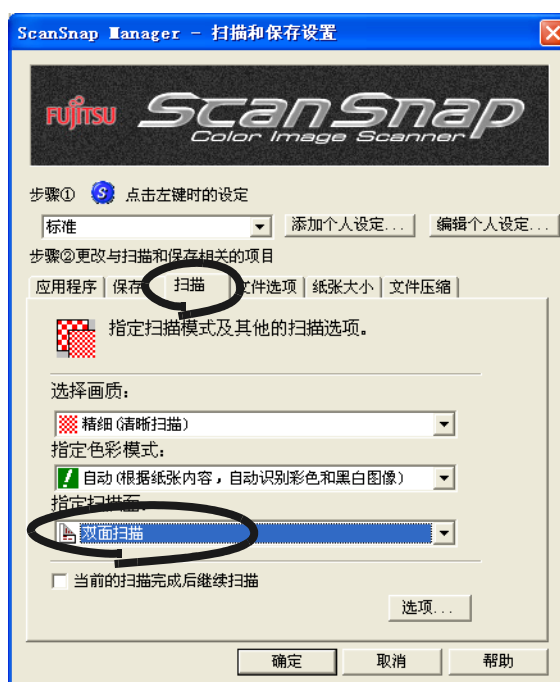 ScanSnap Manager - 扫描和保存设置
FUJITSU ScanSnap
Color Image Scanner
步骤① S 点击左键时的设定
标准 添加个人设定... 编辑个人设定...
步骤②更改与扫描和保存相关的项目
应用程序 保存 扫描 文件选项 纸张大小 文件压缩
指定扫描模式及其他的扫描选项。
选择画质:
精细(清晰扫描)
指定色彩模式:
自动(根据纸张内容，自动识别彩色和黑白图像)
指定扫描面:
双面扫描
当前的扫描完成后继续扫描
选项...
确定 取消 帮助